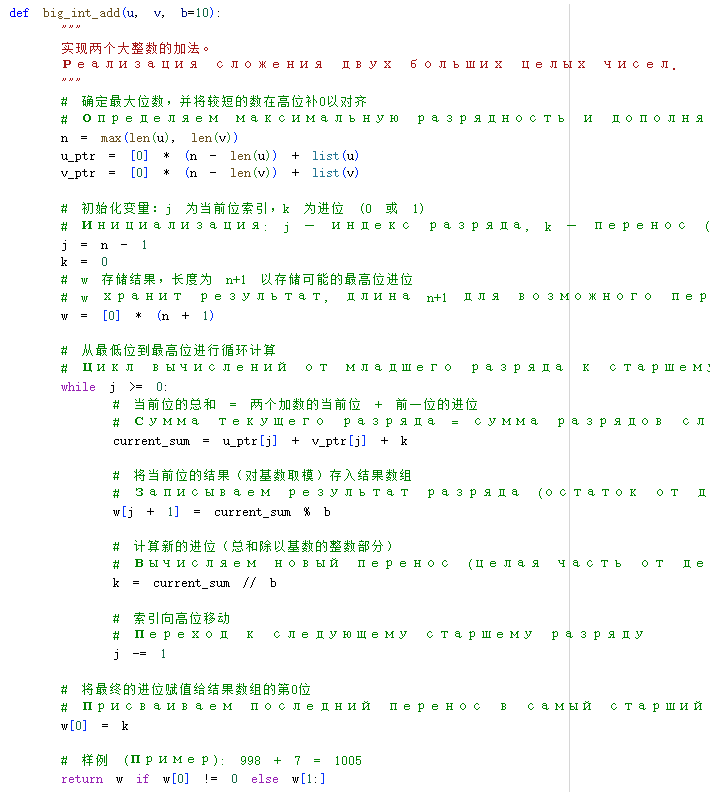 def big_int_add(u, v, b=10):
"""
实现两个大整数的加法。
Реализация сложения двух больших целых чисел.
"""
# 确定最大位数，并将较短的数在高位补0以对齐
# Определяем максимальную разрядность и дополня
n = max(len(u), len(v))
u_ptr = [0] * (n - len(u)) + list(u)
v_ptr = [0] * (n - len(v)) + list(v)
# 初始化变量：j 为当前位索引，k 为进位 (0 或 1)
# Инициализация: j — индекс разряда, k — перенос (
j = n - 1
k = 0
# w 存储结果，长度为 n+1 以存储可能的最高位进位
# w хранит результат, длина n+1 для возможного пер
w = [0] * (n + 1)
# 从最低位到最高位进行循环计算
# Цикл вычислений от младшего разряда к старшему
while j >= 0:
# 当前位的总和 = 两个加数的当前位 + 前一位的进位
# Сумма текущего разряда = сумма разрядов сл
current_sum = u_ptr[j] + v_ptr[j] + k
# 将当前位的结果（对基数取模）存入结果数组
# Записываем результат разряда (остаток от д
w[j + 1] = current_sum % b
# 计算新的进位（总和除以基数的整数部分）
# Вычисляем новый перенос (целая часть от де
k = current_sum // b
# 索引向高位移动
# Переход к следующему старшему разряду
j -= 1
# 将最终的进位赋值给结果数组的第0位
# Присваиваем последний перенос в самый старший
w[0] = k
# 样例 (Пример): 998 + 7 = 1005
return w if w[0] != 0 else w[1:]